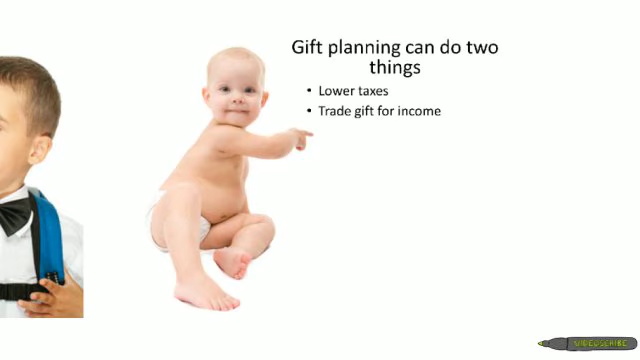 Gift planning can do two
things
• Lower taxes
• Trade gift for income
VIDEOSCRIBE